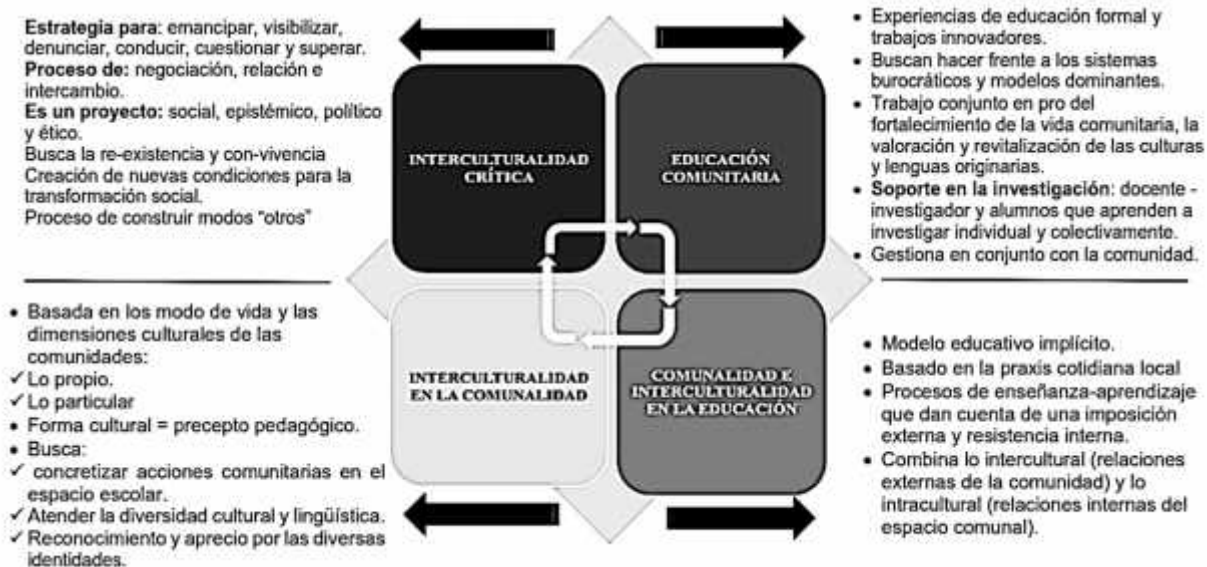 Estrategia para: emancipar, visibilizar,
denunciar, conducir, cuestionar y superar.
Proceso de: negociación, relación e
intercambio.
Es un proyecto: social, epistémico, político
y ético.
Busca la re-existencia y con-vivencia
Creación de nuevas condiciones para la
transformación social.
Proceso de construir modos "otros"
INTERCULTURALIDAD
CRÍTICA
EDUCACIÓN
COMUNITARIA
• Experiencias de educación formal y
trabajos innovadores.
• Buscan hacer frente a los sistemas
burocráticos y modelos dominantes.
• Trabajo conjunto en pro del
fortalecimiento de la vida comunitaria, la
valoración y revitalización de las culturas
y lenguas originarias.
• Soporte en la investigación: docente -
investigador y alumnos que aprenden a
investigar individual y colectivamente.
• Gestiona en conjunto con la comunidad.
• Basada en los modo de vida y las
dimensiones culturales de las
comunidades:
✓ Lo propio.
✓ Lo particular
• Forma cultural = precepto pedagógico.
• Busca:
✓ concretizar acciones comunitarias en el
espacio escolar.
✓ Atender la diversidad cultural y lingüística.
✓ Reconocimiento y aprecio por las diversas
identidades.
INTERCULTURALIDAD
EN LA COMUNALIDAD
COMUNALIDAD E
INTERCULTURALIDAD
EN LA EDUCACIÓN
• Modelo educativo implícito.
• Basado en la praxis cotidiana local
• Procesos de enseñanza-aprendizaje
que dan cuenta de una imposición
externa y resistencia interna.
• Combina lo intercultural (relaciones
externas de la comunidad) y lo
intracultural (relaciones internas del
espacio comunal).